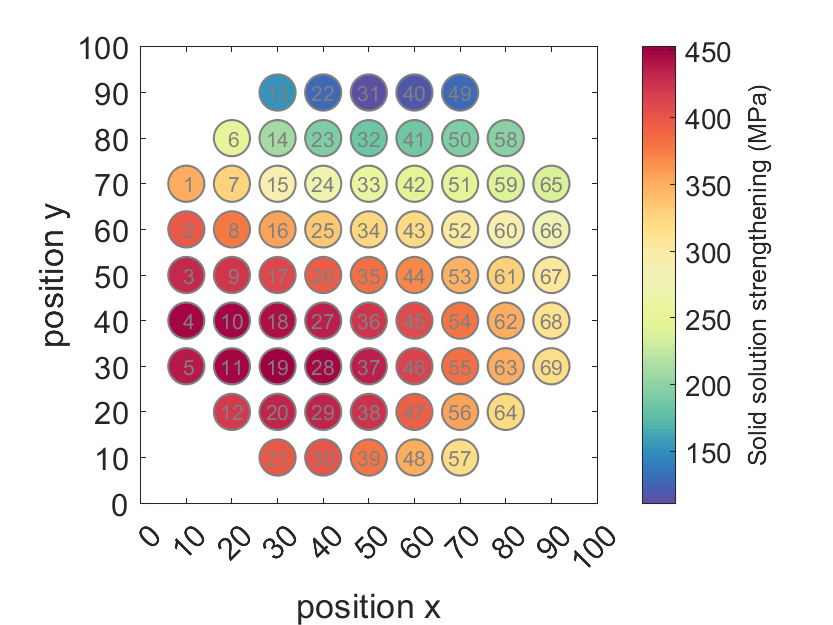 100
90
80
70
60
50
40
30
20
10
0
position y
13 22 31 40 49
6 14 23 32 41 50 58
1 7 15 24 33 42 51 59 65
2 8 16 25 34 43 52 60 66
3 9 17 26 35 44 53 61 67
4 10 18 27 36 45 54 62 68
5 11 19 28 37 46 55 63 69
12 20 29 38 47 56 64
21 30 39 48 57
0 10 20 30 40 50 60 70 80 90 100
position x
450
400
350
300
250
200
150
Solid solution strengthening (MPa)